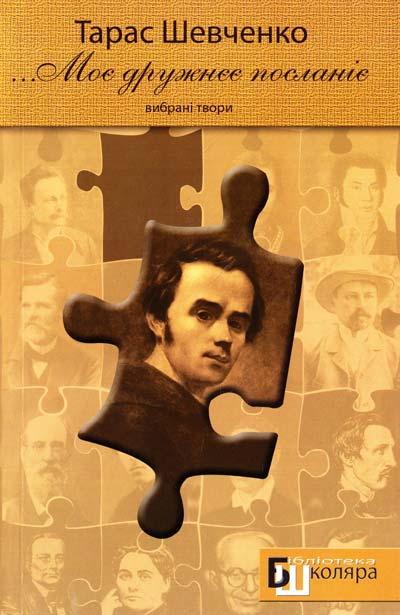 Тарас Шевченко
...Моє дружнєє посланіє
вибрані твори
Бібліотека
Школяра